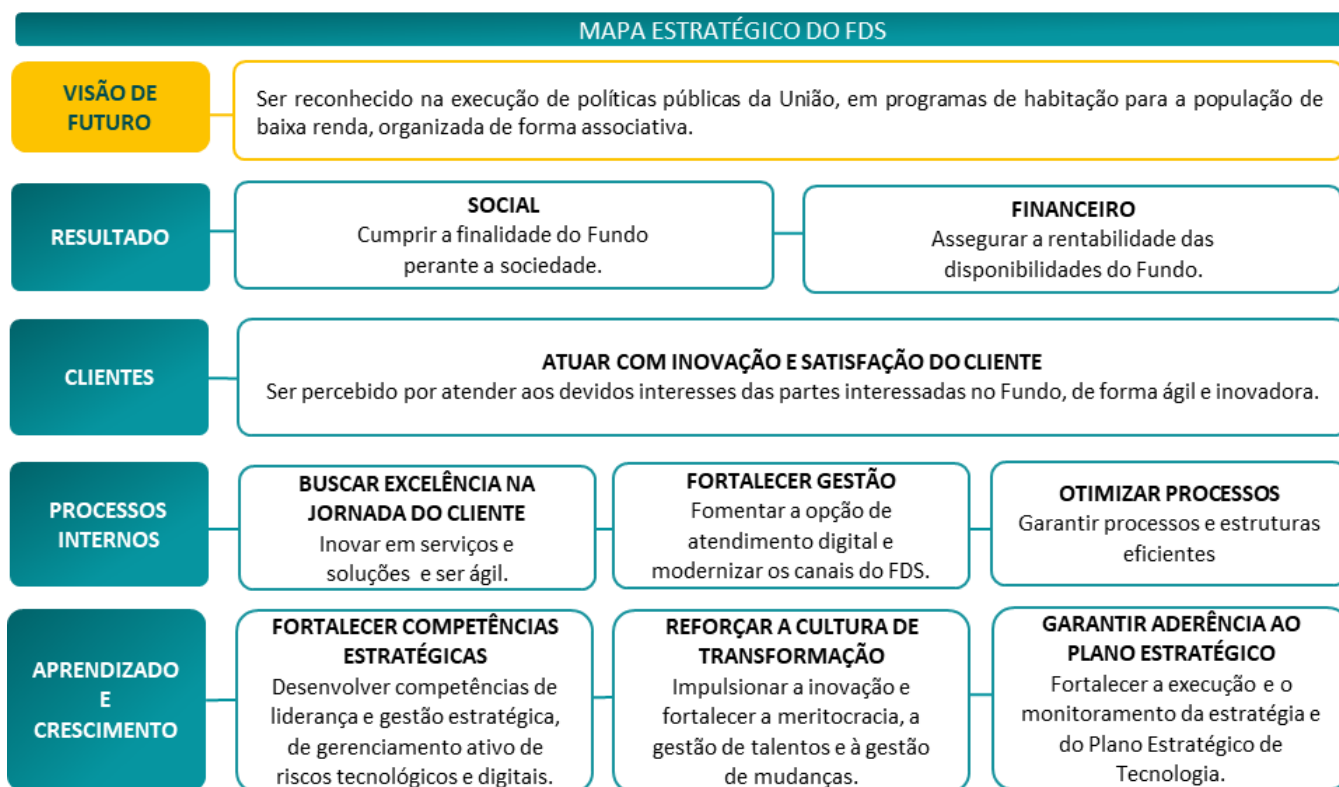 MAPA ESTRATÉGICO DO FDS
VISÃO DE
FUTURO
Ser reconhecido na execução de políticas públicas da União, em programas de habitação para a população de
baixa renda, organizada de forma associativa.
RESULTADO
SOCIAL
Cumprir a finalidade do Fundo
perante a sociedade.
FINANCEIRO
Assegurar a rentabilidade das
disponibilidades do Fundo.
CLIENTES
ATUAR COM INOVAÇÃO E SATISFAÇÃO DO CLIENTE
Ser percebido por atender aos devidos interesses das partes interessadas no Fundo, de forma ágil e inovadora.
PROCESSOS
INTERNOS
BUSCAR EXCELÊNCIA NA
JORNADA DO CLIENTE
Inovar em serviços e
soluções e ser ágil.
FORTALECER GESTÃO
Fomentar a opção de
atendimento digital e
modernizar os canais do FDS.
OTIMIZAR PROCESSOS
Garantir processos e estruturas
eficientes
APRENDIZADO
E
CRESCIMENTO
FORTALECER COMPETÊNCIAS
ESTRATÉGICAS
Desenvolver competências de
liderança e gestão estratégica,
de gerenciamento ativo de
riscos tecnológicos e digitais.
REFORÇAR A CULTURA DE
TRANSFORMAÇÃO
Impulsionar a inovação e
fortalecer a meritocracia, a
gestão de talentos e à gestão
de mudanças.
GARANTIR ADERÊNCIA AO
PLANO ESTRATÉGICO
Fortalecer a execução e o
monitoramento da estratégia e
do Plano Estratégico de
Tecnologia.